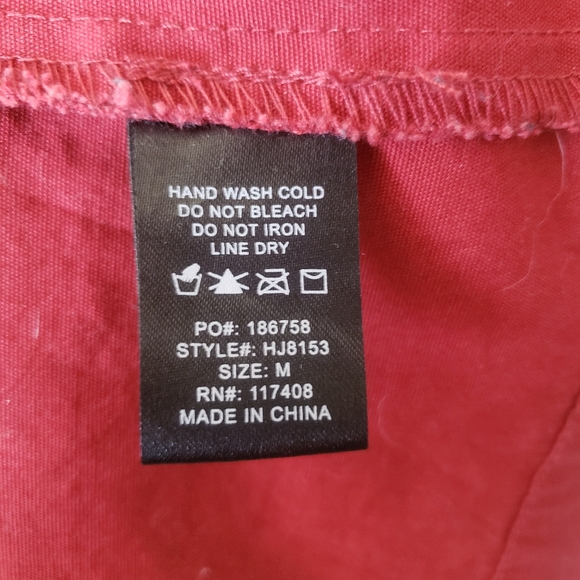 HAND WASH COLD
DO NOT BLEACH
DO NOT IRON
LINE DRY
PO#: 186758
STYLE#: HJ8153
SIZE: M
RN#: 117408
MADE IN CHINA